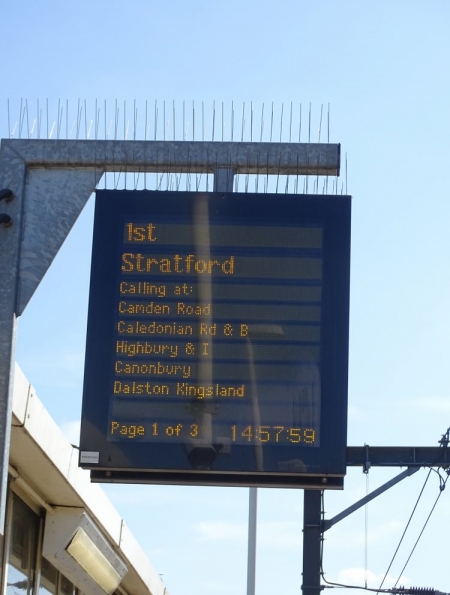 1st
Stratford
Calling at:
Camden Road
Caledonian Rd & B
Highbury & I
Canonbury
Dalston Kingsland
Page 1 of 3 14:57:59